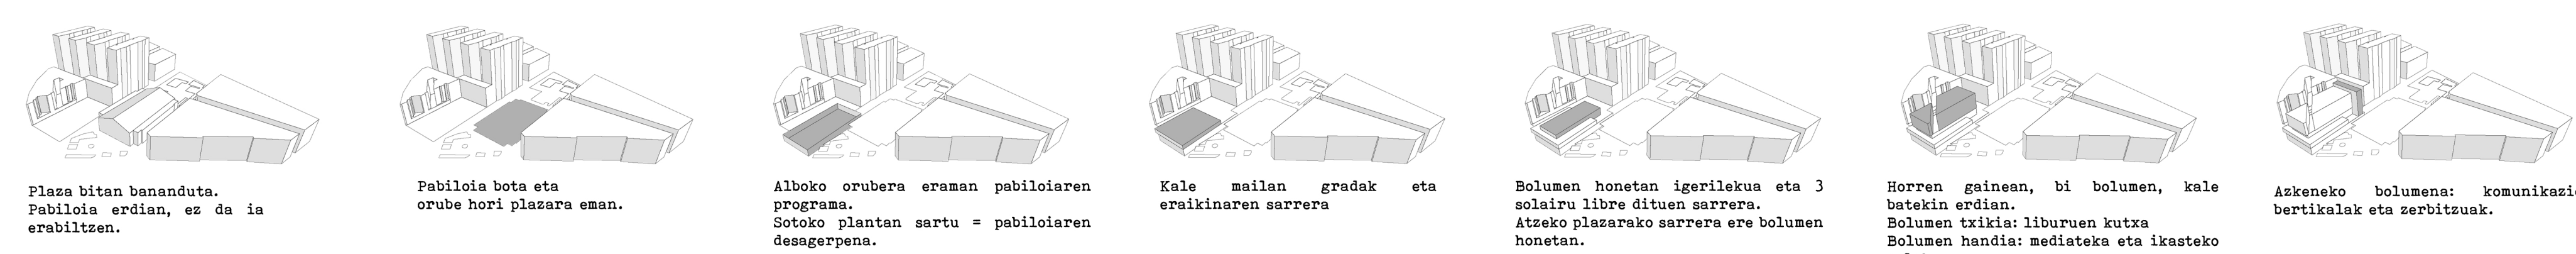 Plaza bitan bananduta.
Pabiloia erdian, ez da ia
erabiltzen.
Pabiloia bota eta
orube hori plazara eman.
Alboko orubera eraman pabiloiaren
programa.
Sotoko plantan sartu = pabiloiaren
desagerpena.
Kale mailan gradak eta
eraikinaren sarrera
Bolumen honetan igerilekua eta 3
solairu libre dituen sarrera.
Atzeko plazarako sarrera ere bolumen
honetan.
Horren gainean, bi bolumen, kale
batekin erdian.
Bolumen txikia: liburuen kutxa
Bolumen handia: mediateka eta ikasteko
Azkeneko bolumena:
bertikalak eta zerbitzuak.